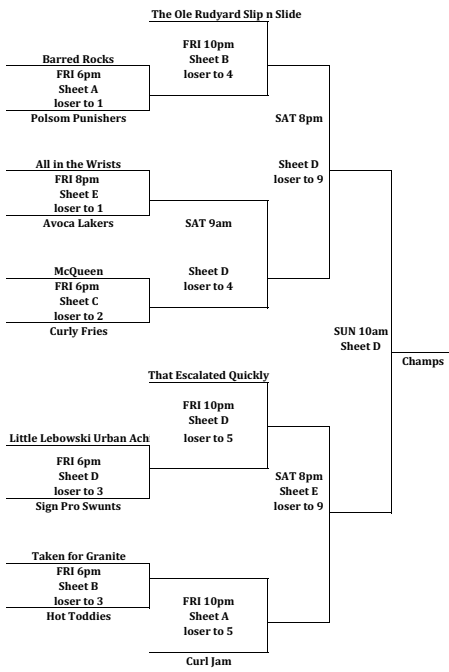 The Ole Rudyard Slip n Slide
FRI 10pm
Sheet B
loser to 4
Barred Rocks
FRI 6pm
Sheet A
loser to 1
Polsom Punishers
SAT 8pm
Sheet D
loser to 9
All in the Wrists
FRI 8pm
Sheet E
loser to 1
Avoca Lakers
SAT 9am
Sheet D
loser to 4
McQueen
FRI 6pm
Sheet C
loser to 2
Curly Fries
SUN 10am
Sheet D
Champs
That Escalated Quickly
FRI 10pm
Sheet D
loser to 5
Little Lebowski Urban Ach
FRI 6pm
Sheet D
loser to 3
Sign Pro Swunts
SAT 8pm
Sheet E
loser to 9
Taken for Granite
FRI 6pm
Sheet B
loser to 3
Hot Toddies
FRI 10pm
Sheet A
loser to 5
Curl Jam